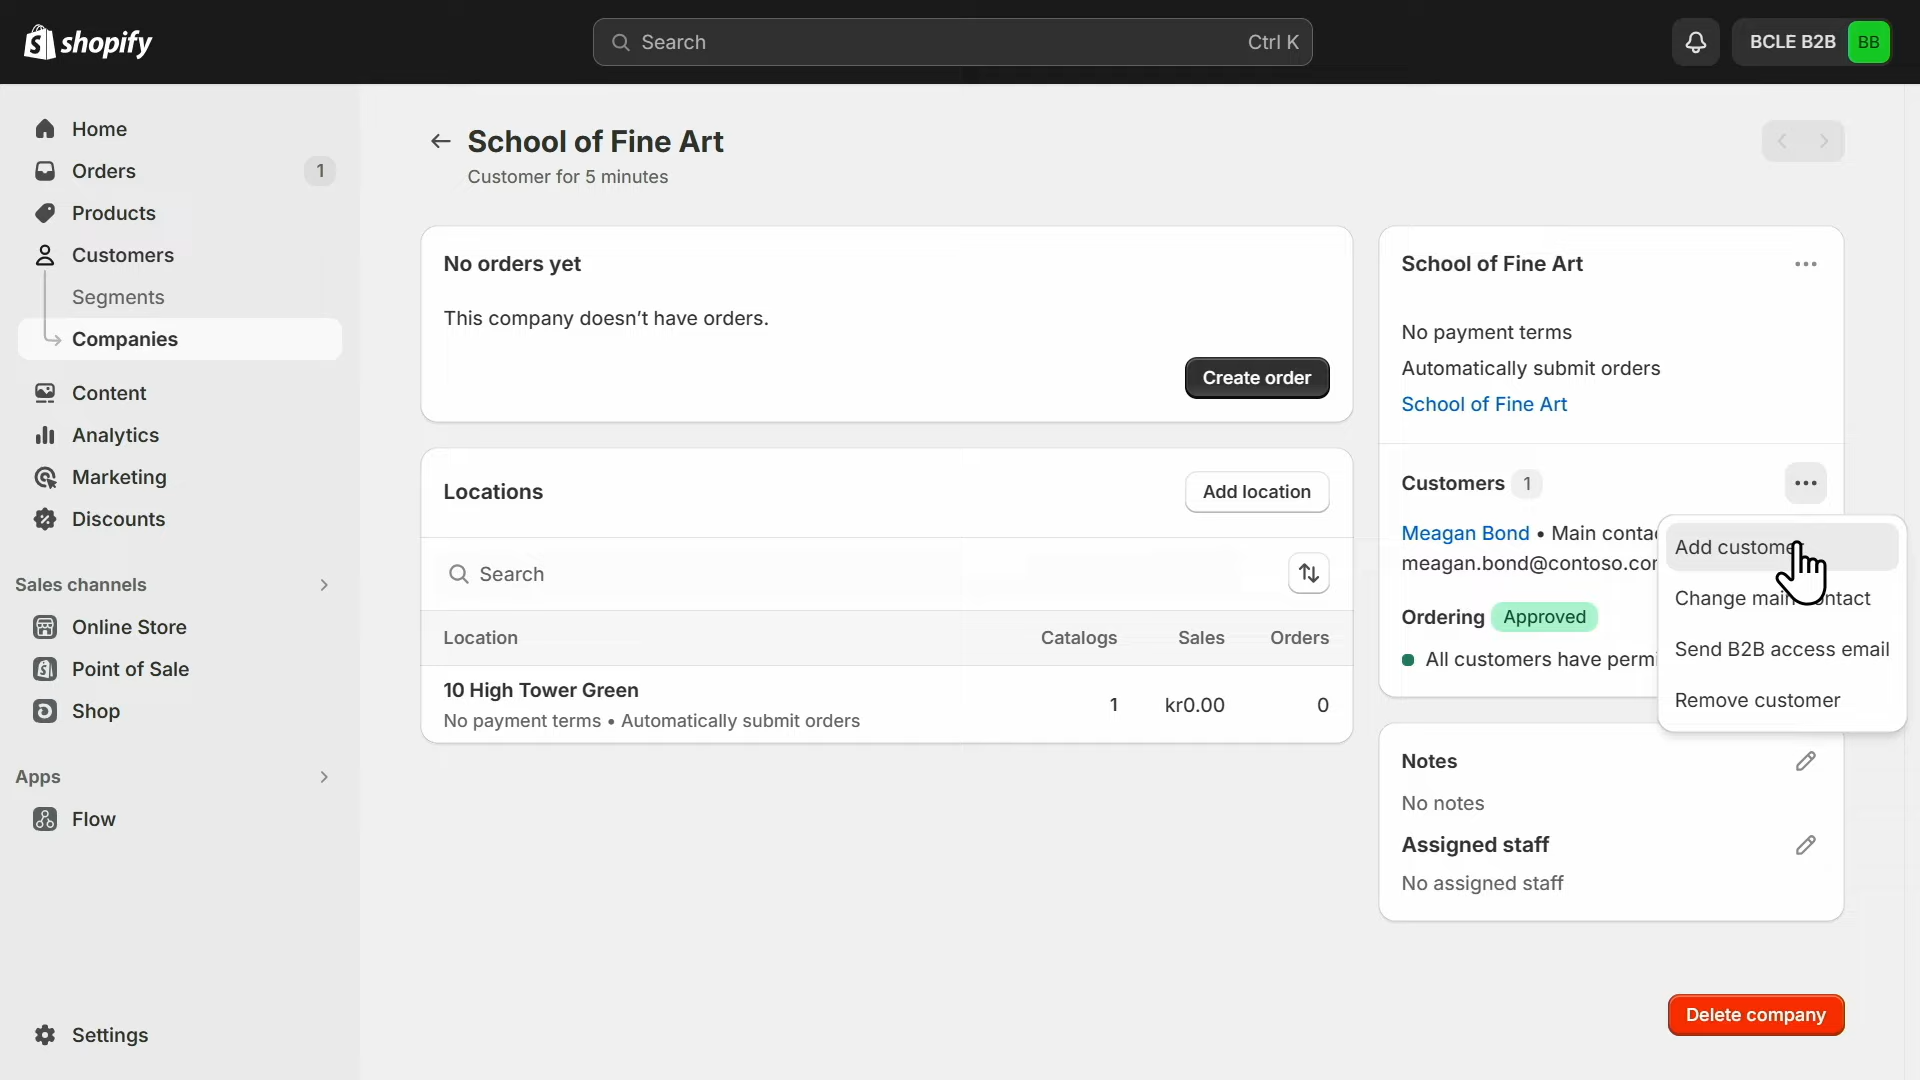 shopify
Search
Ctrl K
BCLE B2B
BB
Home
Orders
1
Products
Customers
Segments
Companies
Content
Analytics
Marketing
Discounts
Sales channels
Online Store
Point of Sale
Shop
Apps
Flow
Settings
School of Fine Art
Customer for 5 minutes
No orders yet
This company doesn't have orders.
Create order
Locations
Add location
Search
Location Catalogs Sales Orders
10 High Tower Green
No payment terms • Automatically submit orders
1 kr0.00 0
School of Fine Art
No payment terms
Automatically submit orders
School of Fine Art
Customers 1
Meagan Bond • Main conta
meagan.bond@contoso.co
Ordering Approved
All customers have permi
Add custome
Change main ontact
Send B2B access email
Remove customer
Notes
No notes
Assigned staff
No assigned staff
Delete company